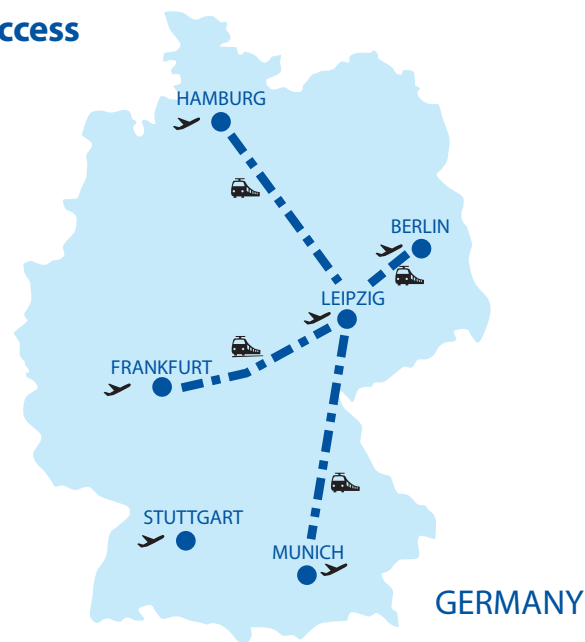 ccess
HAMBURG
BERLIN
LEIPZIG
FRANKFURT
STUTTGART
MUNICH
GERMANY